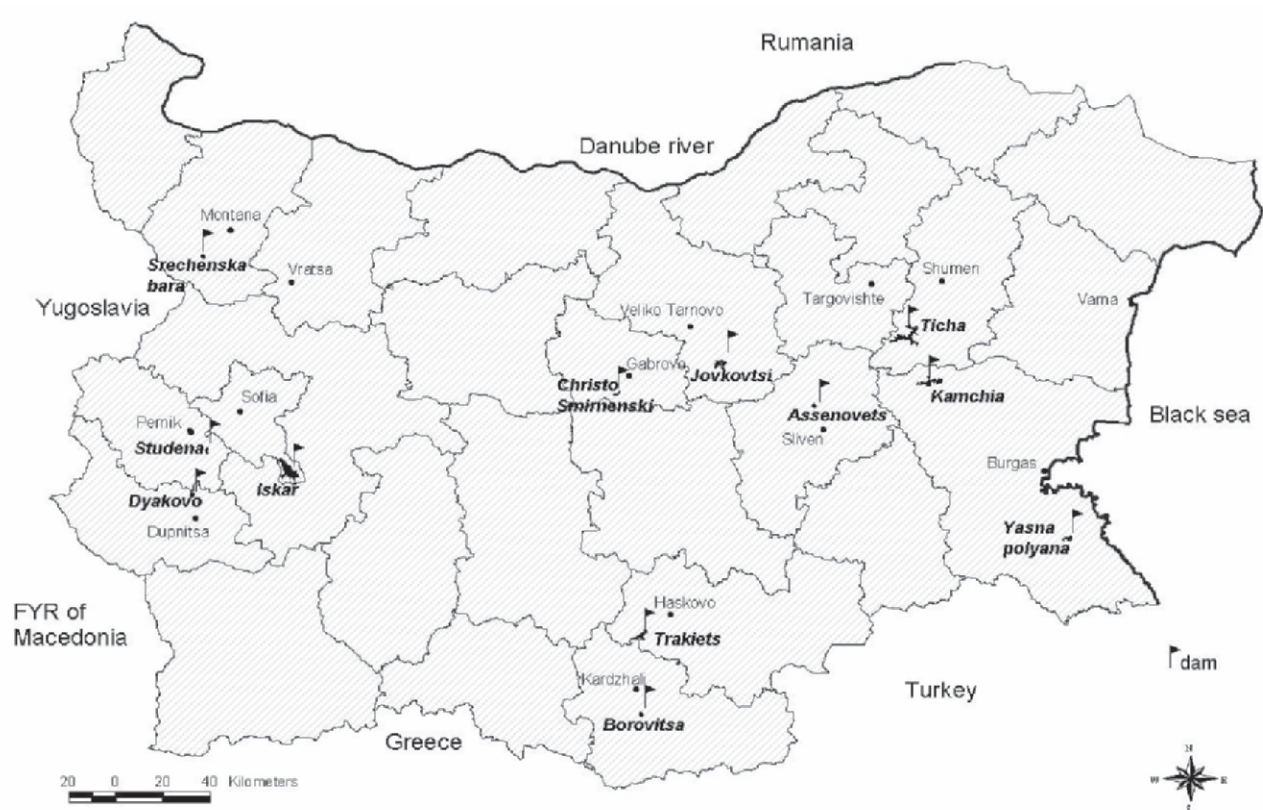 Rumania
Danube river
Montana
Srechenska
bara
Vratsa
Yugoslavia
Shumen
Targovishte
Varna
Ticha
Veliko Tarnovo
Gabrovo
Jovkovtsi
Christo
Smirnenski
Kamchia
Assenovets
Sliven
Black sea
Sofia
Pernik
Studena
Iskar
Dyakovo
Dupnitsa
Burgas
Yasna
polyana
FYR of
Macedonia
Haskovo
Trakiets
dam
Kardzhali
Borovitsa
Turkey
Greece
20 0 20 40 Kilometers
N
W E
S